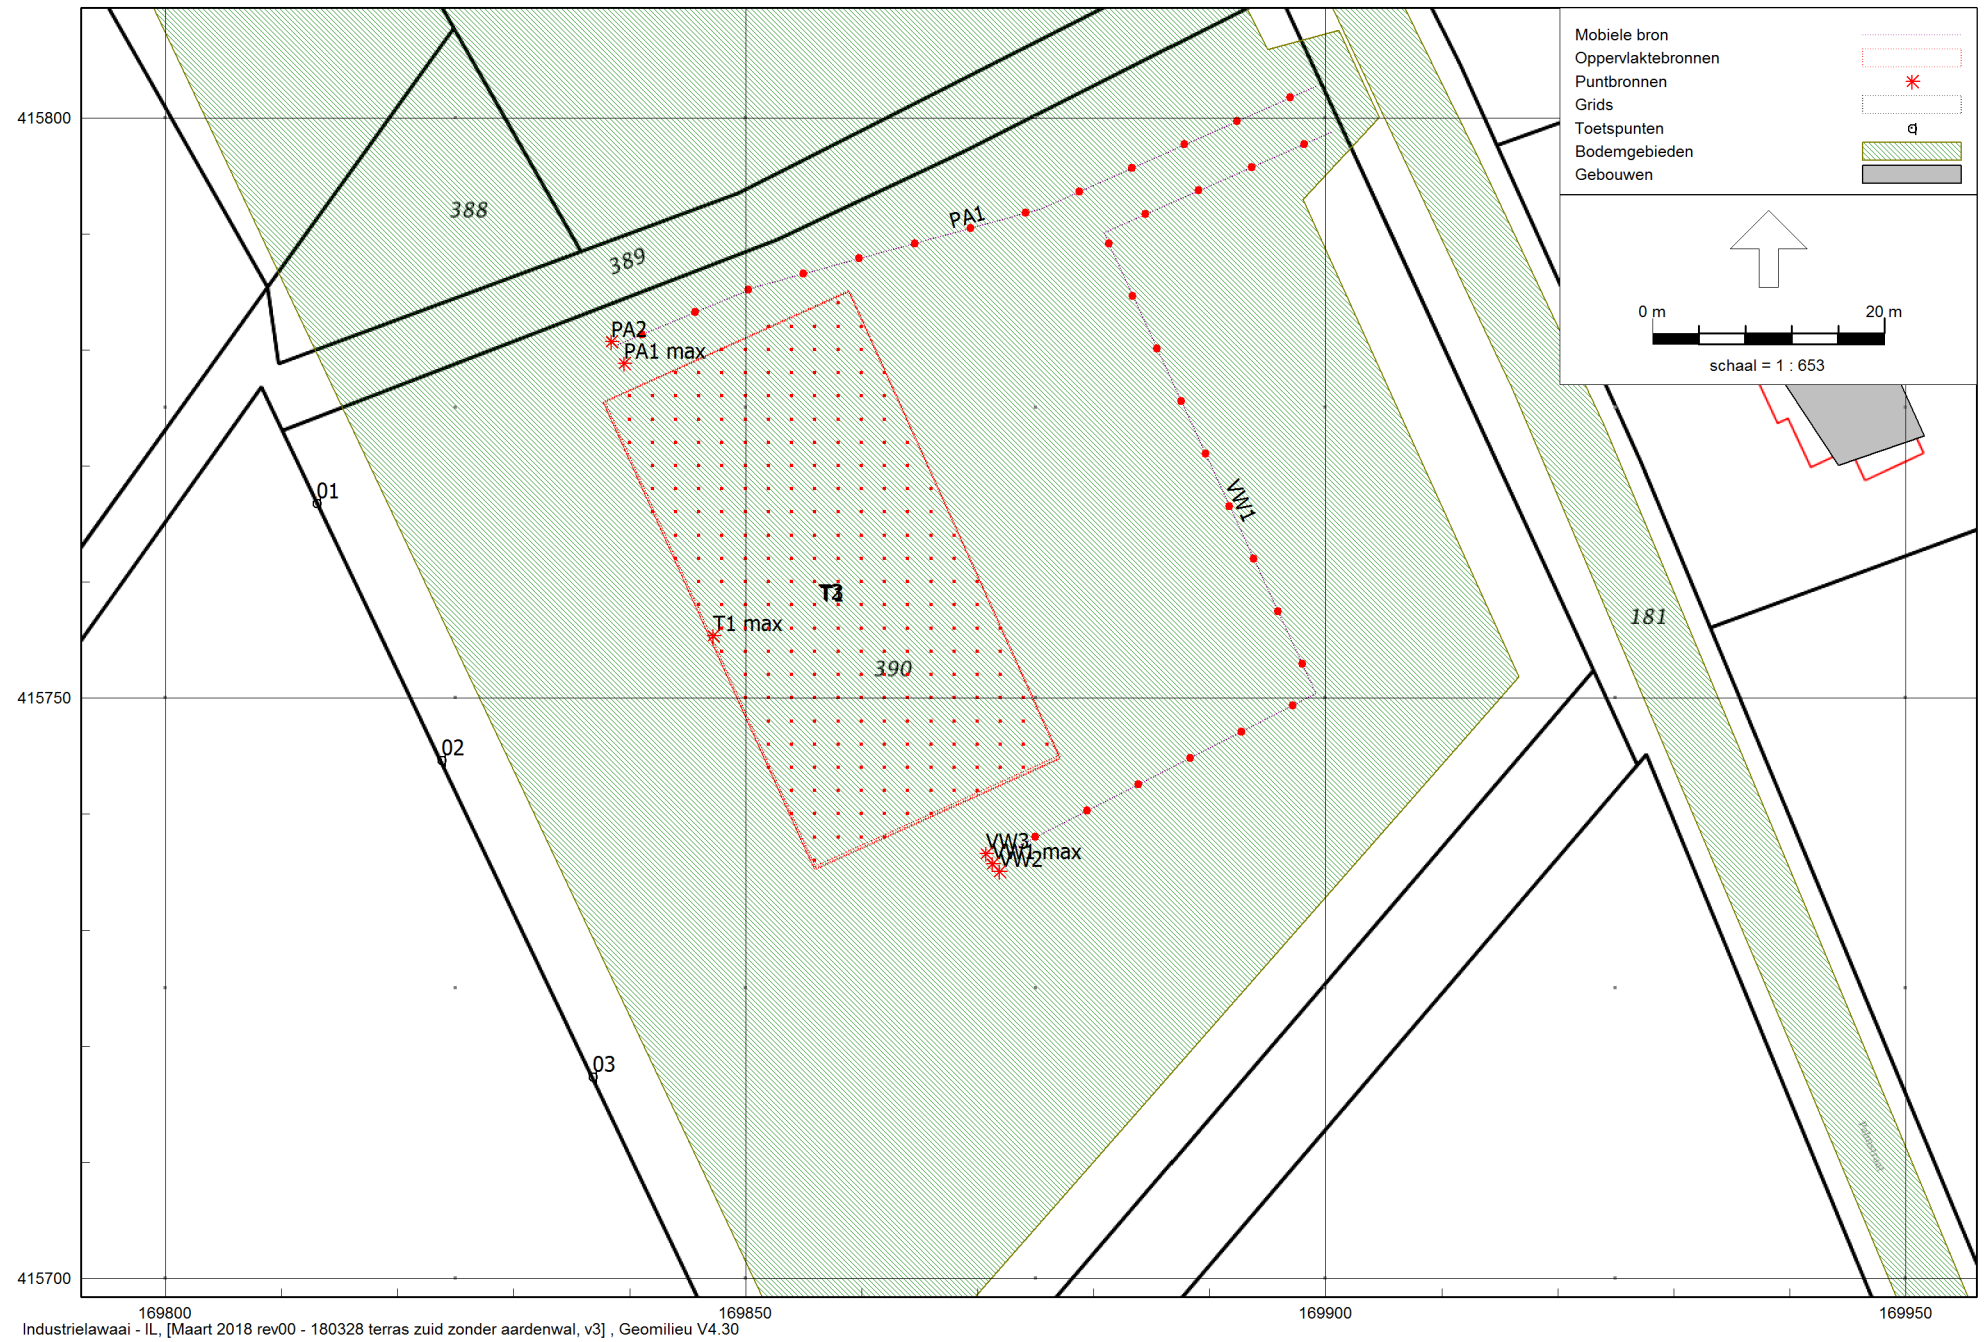 Mobiele bron
Oppervlaktebronnen
Puntbronnen
Grids
Toetspunten
Bodemgebieden
Gebouwen
0 m 20 m
schaal = 1 : 653
415800
388
389
PA1
PA2
PA1 max
01
VW1
T1 max
181
390
415750
02
VW3
VW1 max
VW2
03
Palmstraat
415700
169800 169850 169900 169950
Industrielawaai - IL, [Maart 2018 rev00 - 180328 terras zuid zonder aardenwal, v3] , Geomilieu V4.30